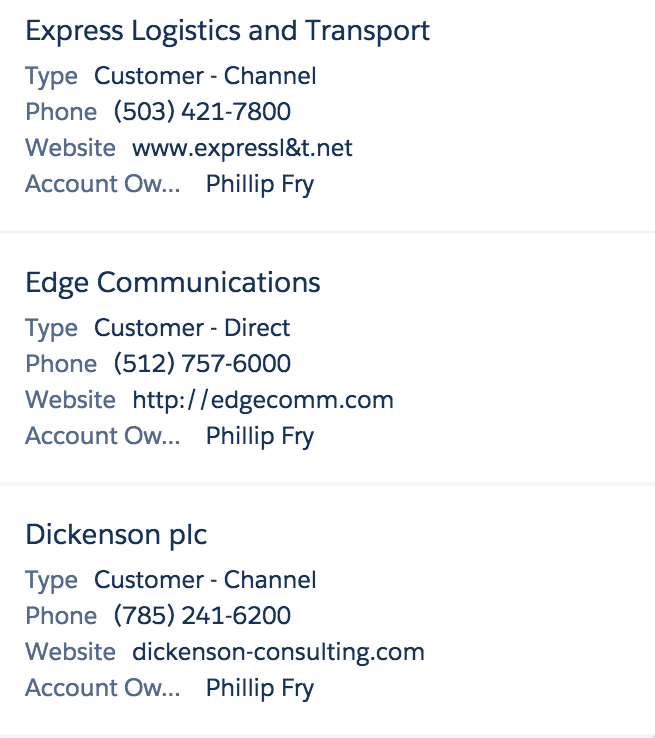 Express Logistics and Transport
Type Customer - Channel
Phone (503) 421-7800
Website www.expressl&t.net
Account Ow... Phillip Fry
Edge Communications
Type Customer - Direct
Phone (512) 757-6000
Website http://edgecomm.com
Account Ow... Phillip Fry
Dickenson plc
Type Customer - Channel
Phone (785) 241-6200
Website dickenson-consulting.com
Account Ow... Phillip Fry